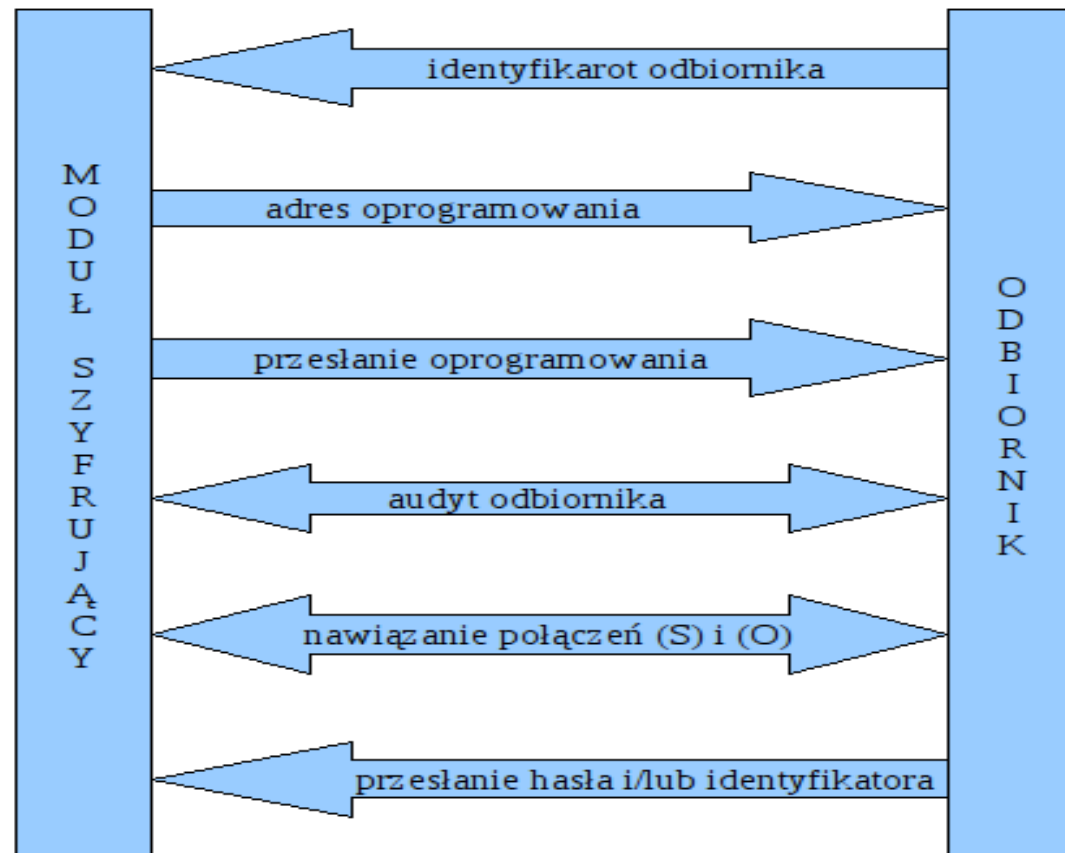 MODUŁ SZYFRUJĄCY
identyfikarot odbiornika
adres oprogramowania
przesłanie oprogramowania
audyt odbiornika
nawiązanie połączeń (S) i (O)
przesłanie hasła i/lub identyfikatora
ODBIORNIK